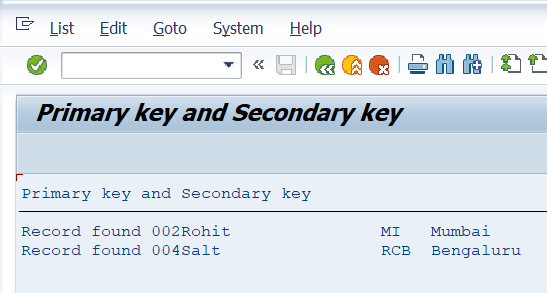 List Edit Goto System Help
Primary key and Secondary key
Primary key and Secondary key
Record found 002Rohit MI Mumbai
Record found 004Salt RCB Bengaluru